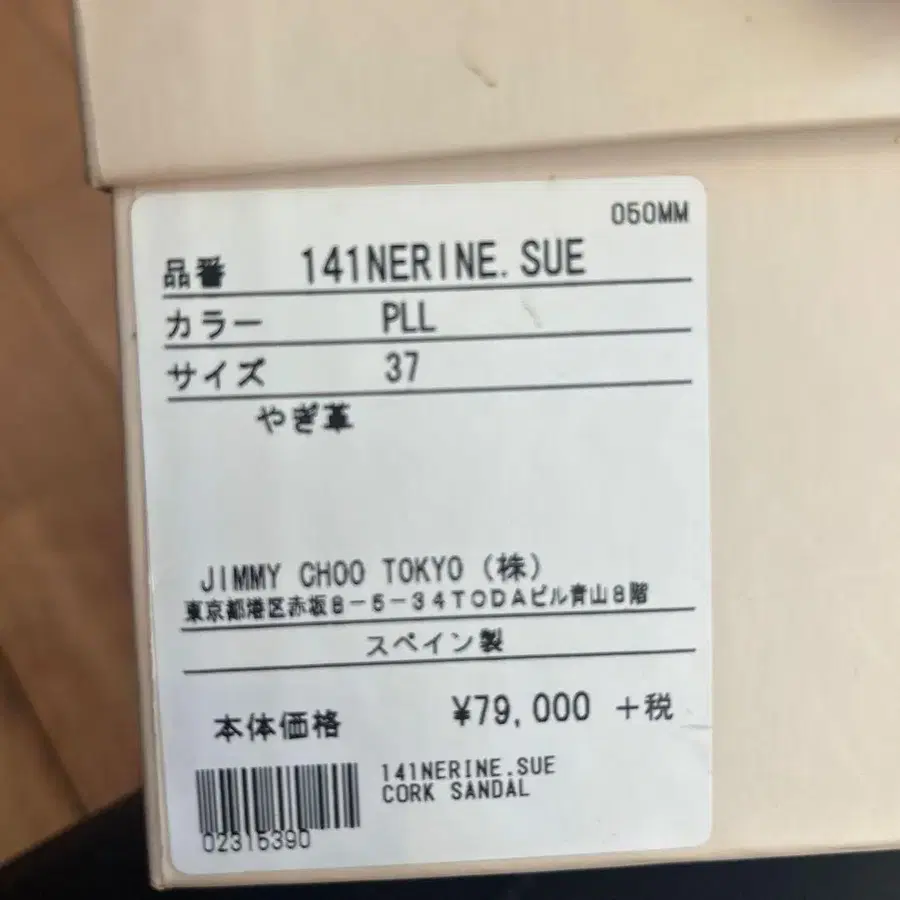 050MM
品番 141NERINE.SUE
カラー PLL
サイズ 37
やぎ革
JIMMY CHOO TOKYO (株)
東京都港区赤坂8-5-34TODAビル青山8階
スペイン製
本体価格 ¥79,000 +税
141NERINE.SUE
CORK SANDAL
02315390